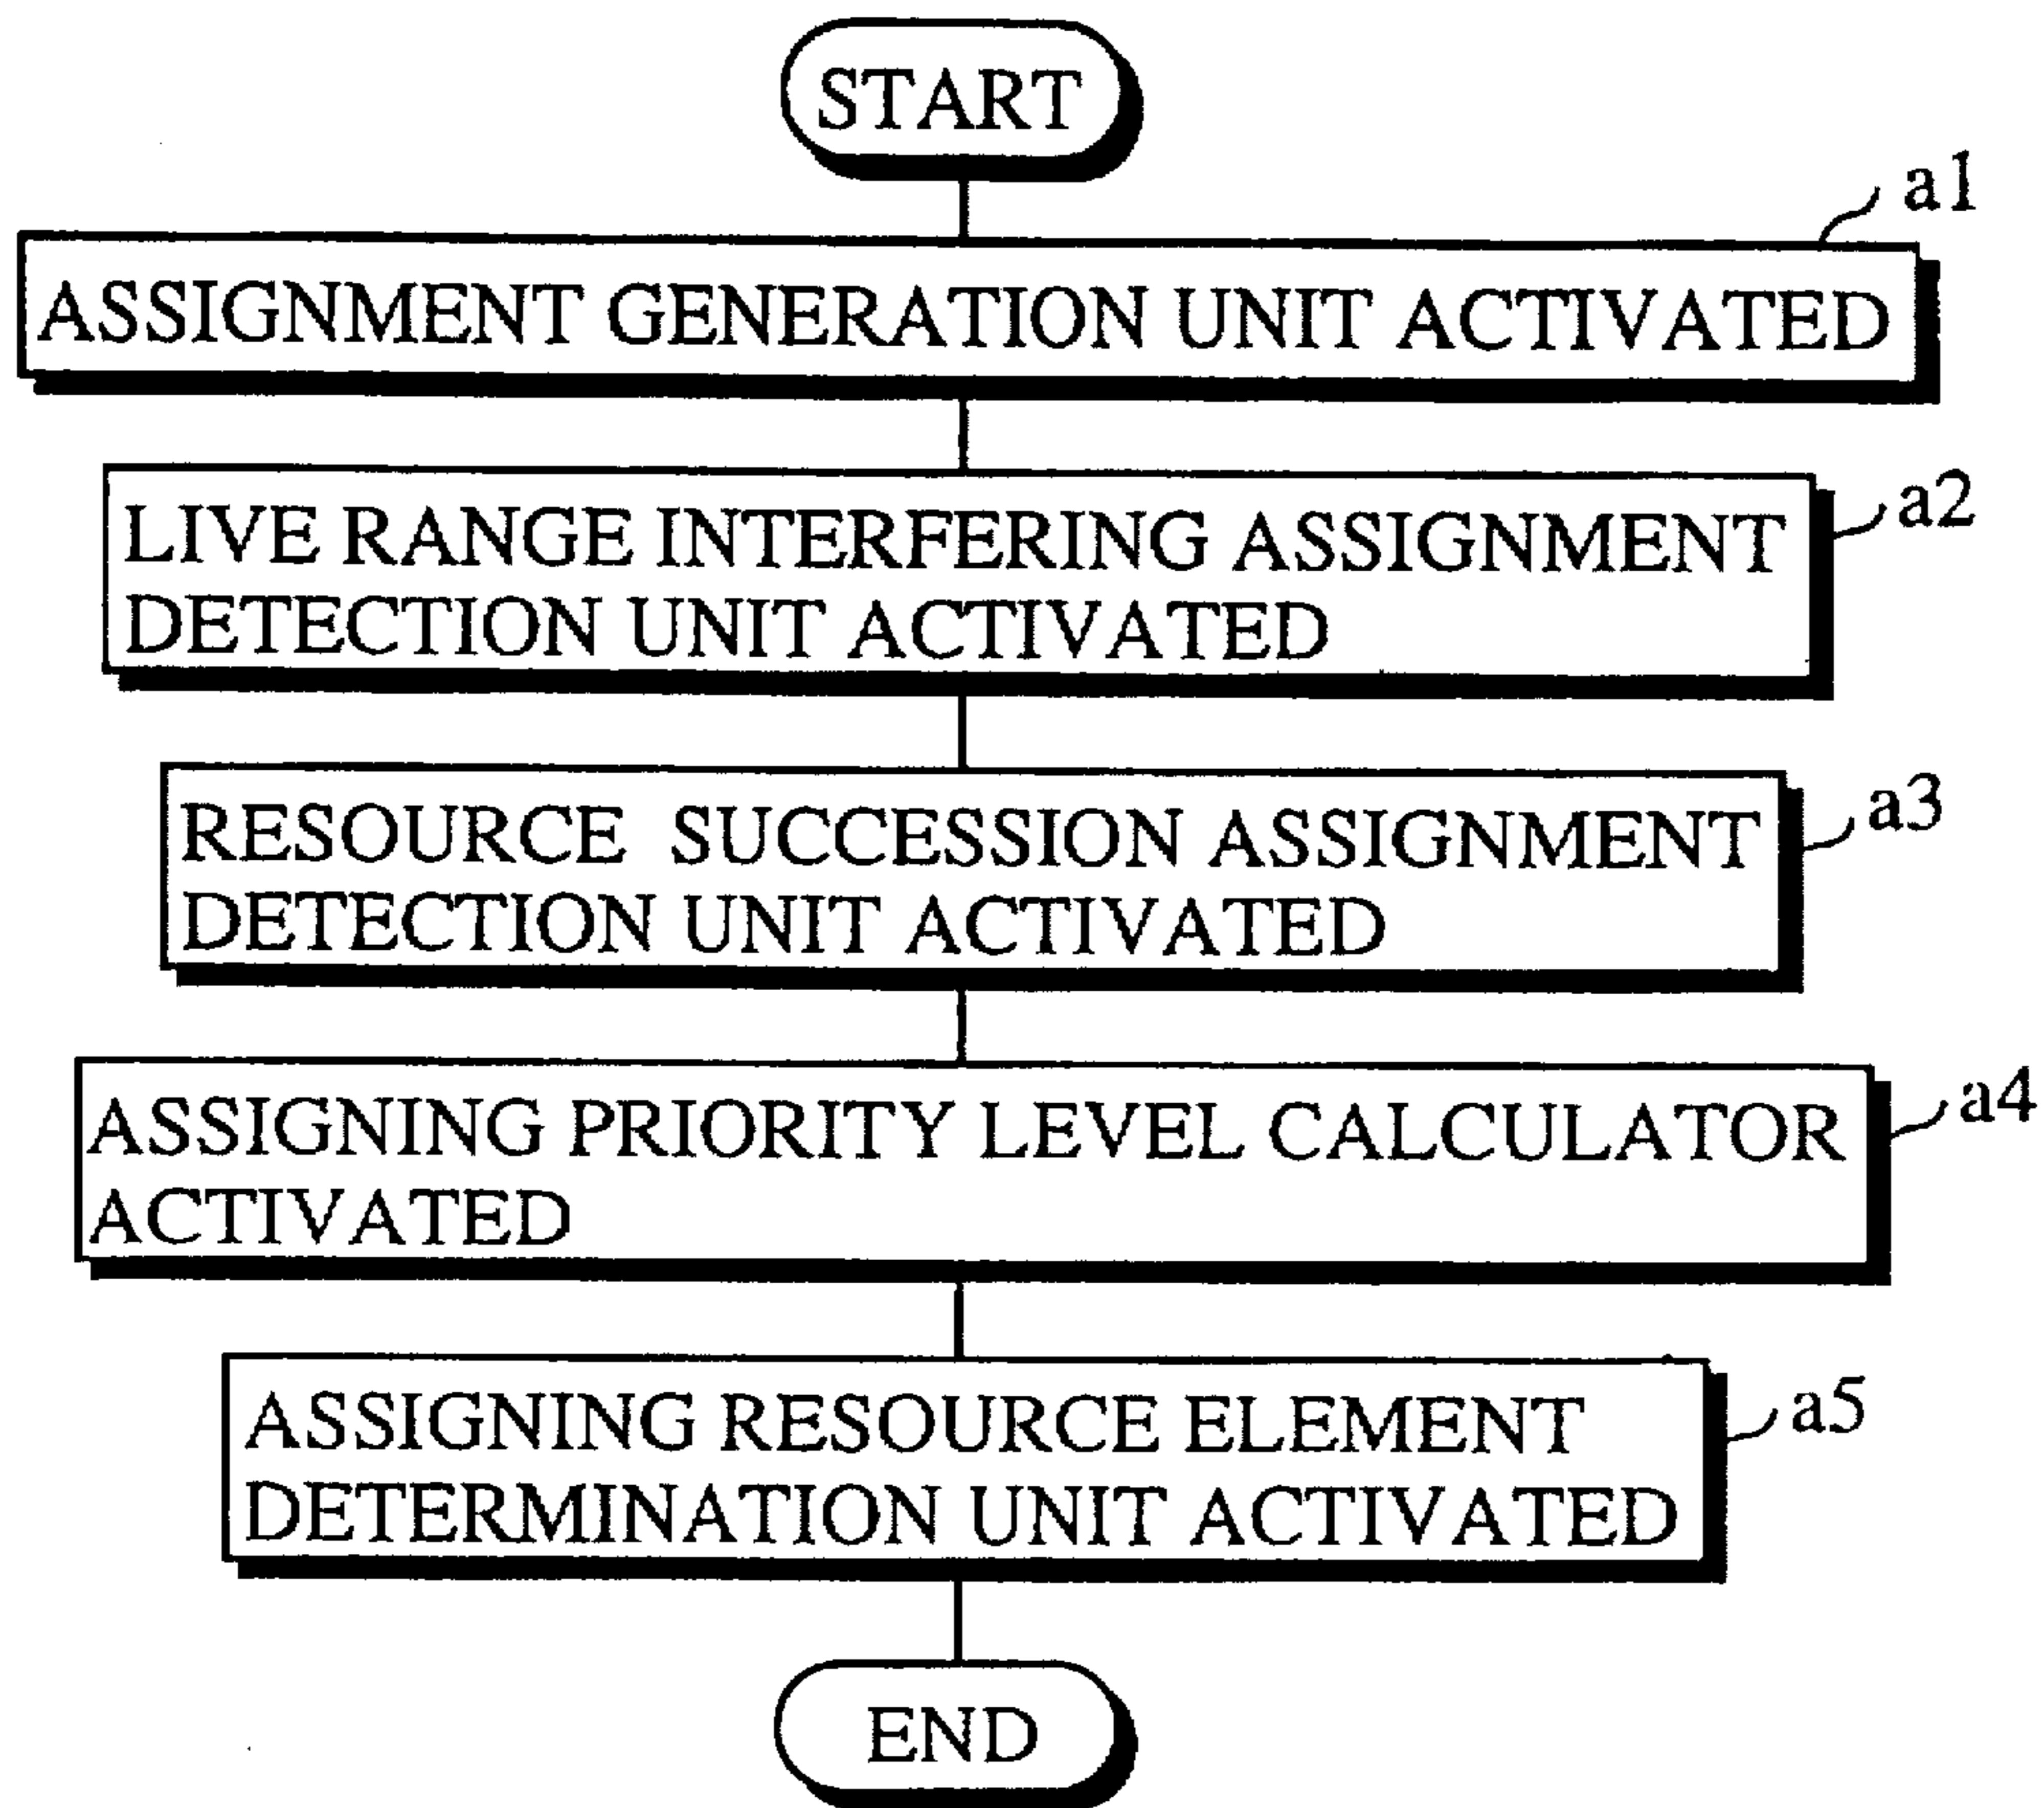 START
a1
ASSIGNMENT GENERATION UNIT ACTIVATED
LIVE RANGE INTERFERING ASSIGNMENT
DETECTION UNIT ACTIVATED
a2
RESOURCE SUCCESSION ASSIGNMENT
DETECTION UNIT ACTIVATED
a3
ASSIGNING PRIORITY LEVEL CALCULATOR
ACTIVATED
a4
ASSIGNING RESOURCE ELEMENT
DETERMINATION UNIT ACTIVATED
a5
END